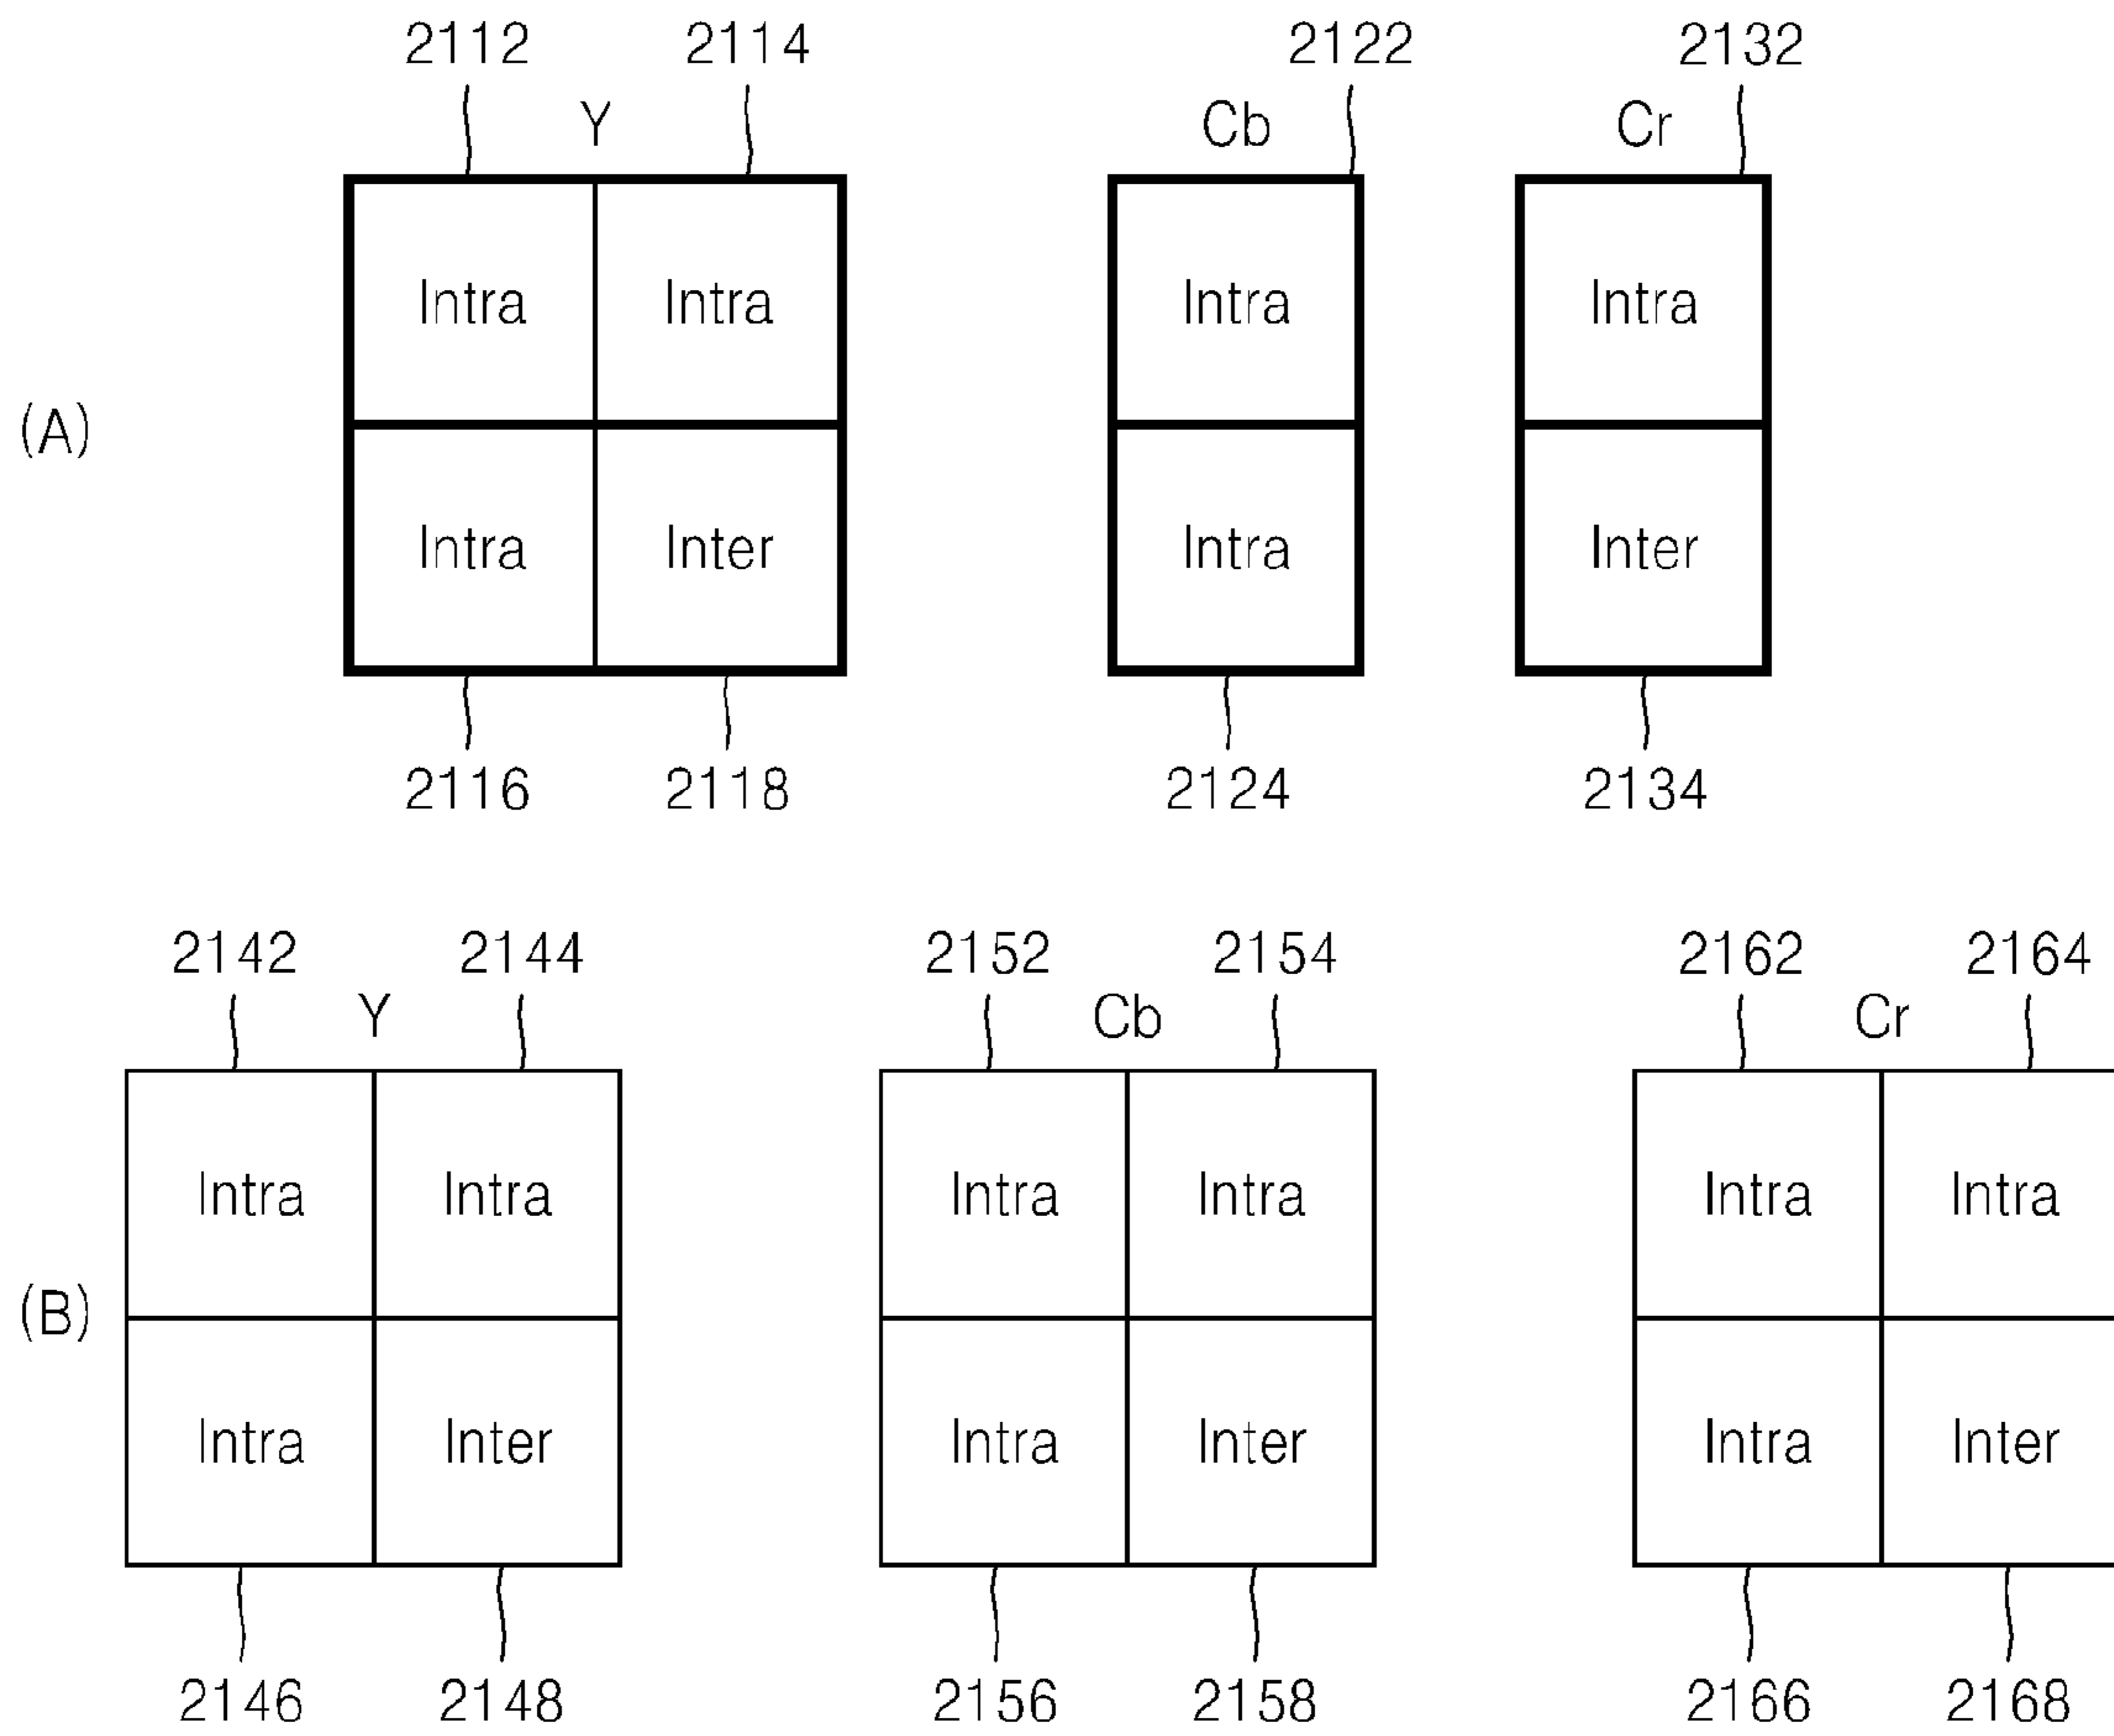 2112 2114 2122 2132
Y Cb Cr
Intra Intra Intra Intra
(A)
Intra Inter Intra Inter
2116 2118 2124 2134
2142 2144 2152 2154 2162 2164
Y Cb Cr
Intra Intra Intra Intra Intra Intra
(B)
Intra Inter Intra Inter Intra Inter
2146 2148 2156 2158 2166 2168